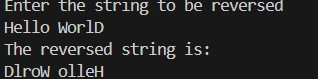 Enter the string to be reversed
Hello WorlD
The reversed string is:
DlroW olleH